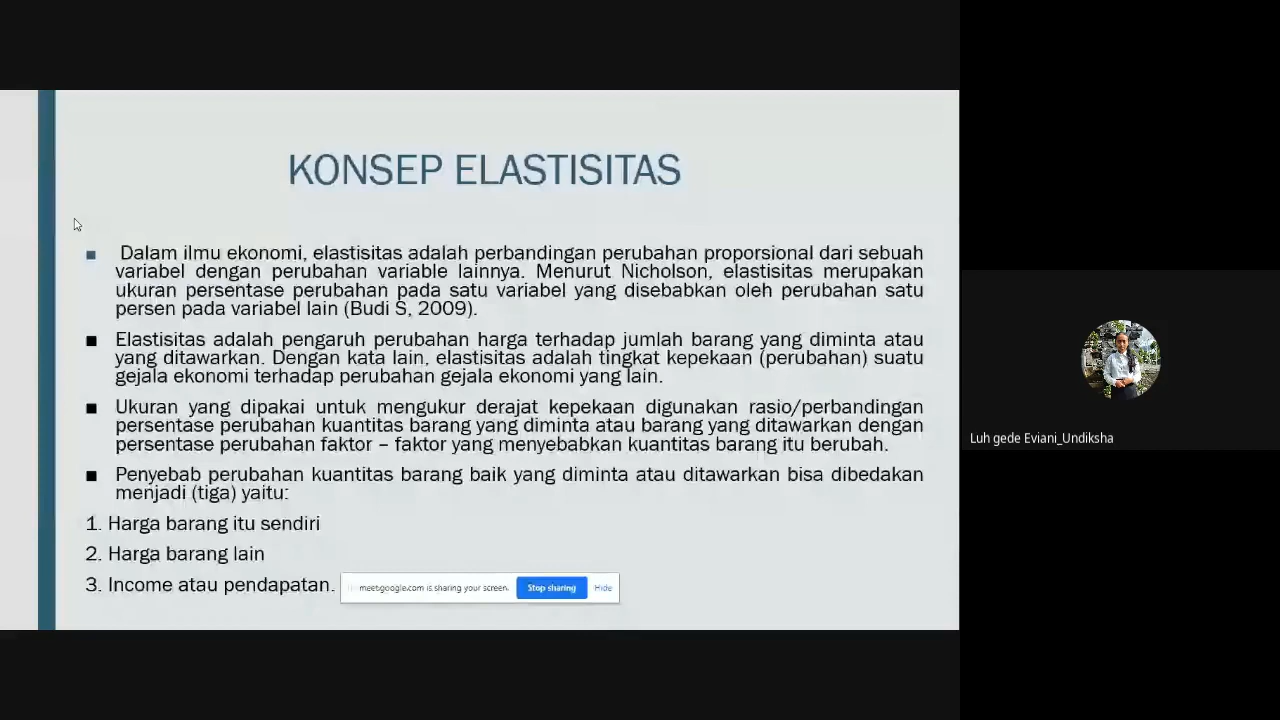 KONSEP ELASTISITAS
▪ Dalam ilmu ekonomi, elastisitas adalah perbandingan perubahan proporsional dari sebuah
variabel dengan perubahan variable lainnya. Menurut Nicholson, elastisitas merupakan
ukuran persentase perubahan pada satu variabel yang disebabkan oleh perubahan satu
persen pada variabel lain (Budi S, 2009).
▪ Elastisitas adalah pengaruh perubahan harga terhadap jumlah barang yang diminta atau
yang ditawarkan. Dengan kata lain, elastisitas adalah tingkat kepekaan (perubahan) suatu
gejala ekonomi terhadap perubahan gejala ekonomi yang lain.
▪ Ukuran yang dipakai untuk mengukur derajat kepekaan digunakan rasio/perbandingan
persentase perubahan kuantitas barang yang diminta atau barang yang ditawarkan dengan
persentase perubahan faktor – faktor yang menyebabkan kuantitas barang itu berubah.
▪ Penyebab perubahan kuantitas barang baik yang diminta atau ditawarkan bisa dibedakan
menjadi (tiga) yaitu:
1. Harga barang itu sendiri
2. Harga barang lain
3. Income atau pendapatan.
meet.google.com is sharing your screen. Stop sharing Hide
Luh gede Eviani_Undiksha